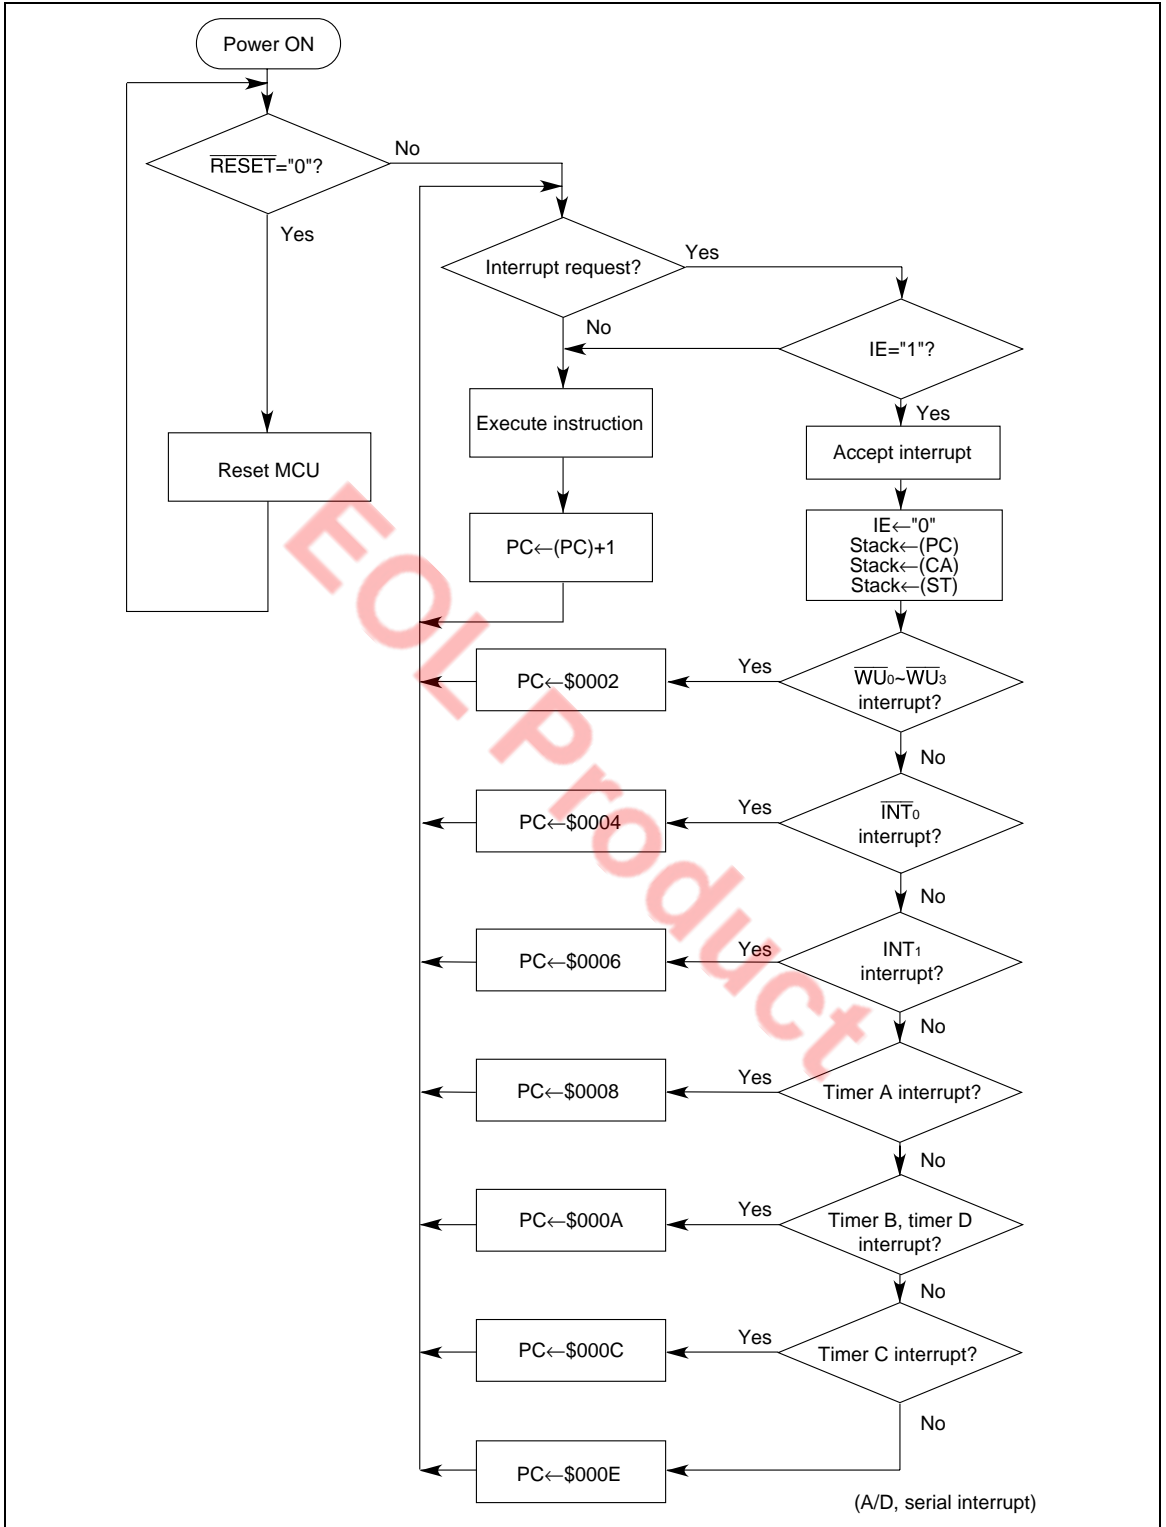 Power ON
RESET="0"?
No
Yes
Interrupt request?
Yes
No
IE="1"?
Execute instruction
Yes
Reset MCU
Accept interrupt
PC←(PC)+1
IE←"0"
Stack←(PC)
Stack←(CA)
Stack←(ST)
PC←$0002
Yes
WU0~WU3
interrupt?
No
PC←$0004
Yes
INT0
interrupt?
No
PC←$0006
Yes
INT1
interrupt?
No
PC←$0008
Yes
Timer A interrupt?
No
PC←$000A
Yes
Timer B, timer D
interrupt?
No
PC←$000C
Yes
Timer C interrupt?
No
PC←$000E
(A/D, serial interrupt)
EOL Product